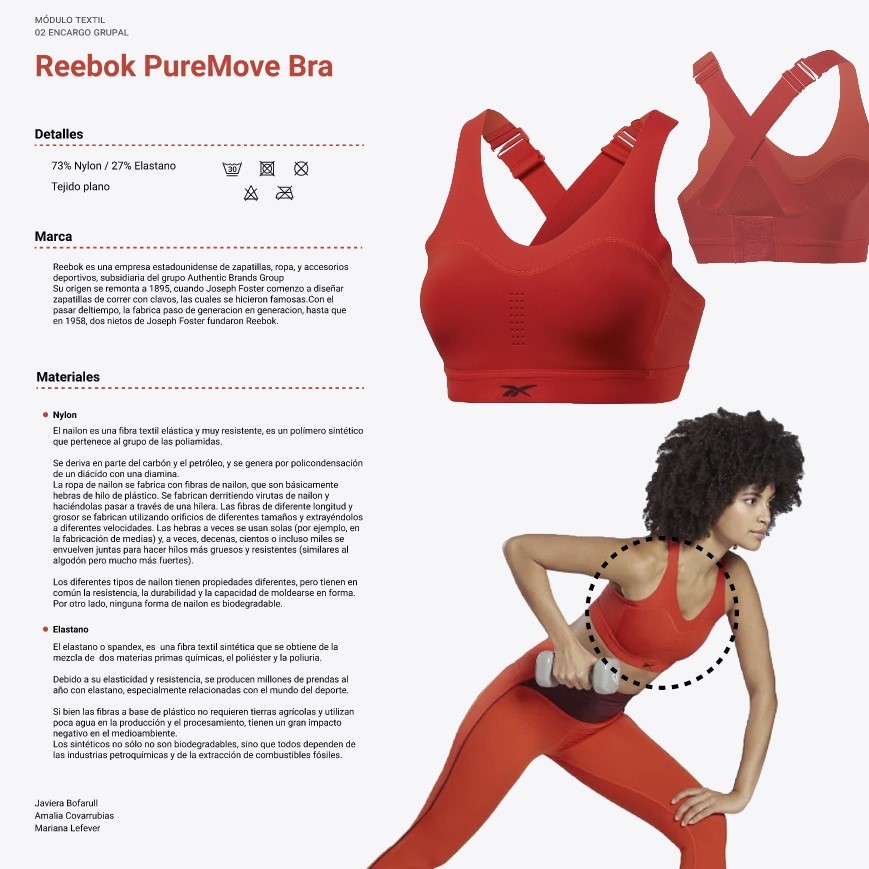 MÓDULO TEXTIL
02 ENCARGO GRUPAL
Reebok PureMove Bra
Detalles
73% Nylon / 27% Elastano
Tejido plano
30
Marca
Reebok es una empresa estadounidense de zapatillas, ropa, y accesorios
deportivos, subsidiaria del grupo Authentic Brands Group
Su origen se remonta a 1895, cuando Joseph Foster comenzo a diseñar
zapatillas de correr con clavos, las cuales se hicieron famosas.Con el
pasar deltiempo, la fabrica paso de generacion en generacion, hasta que
en 1958, dos nietos de Joseph Foster fundaron Reebok.
Materiales
Nylon
El nailon es una fibra textil elástica y muy resistente, es un polímero sintético
que pertenece al grupo de las poliamidas.
Se deriva en parte del carbón y el petróleo, y se genera por policondensación
de un diácido con una diamina.
La ropa de nailon se fabrica con fibras de nailon, que son básicamente
hebras de hilo de plástico. Se fabrican derritiendo virutas de nailon y
haciéndolas pasar a través de una hilera. Las fibras de diferente longitud y
grosor se fabrican utilizando orificios de diferentes tamaños y extrayéndolos
a diferentes velocidades. Las hebras a veces se usan solas (por ejemplo, en
la fabricación de medias) y, a veces, decenas, cientos o incluso miles se
envuelven juntas para hacer hilos más gruesos y resistentes (similares al
algodón pero mucho más fuertes).
Los diferentes tipos de nailon tienen propiedades diferentes, pero tienen en
común la resistencia, la durabilidad y la capacidad de moldearse en forma.
Por otro lado, ninguna forma de nailon es biodegradable.
Elastano
El elastano o spandex, es  una fibra textil sintética que se obtiene de la
mezcla de  dos materias primas químicas, el poliéster y la poliuria.
Debido a su elasticidad y resistencia, se producen millones de prendas al
año con elastano, especialmente relacionadas con el mundo del deporte.
Si bien las fibras a base de plástico no requieren tierras agrícolas y utilizan
poca agua en la producción y el procesamiento, tienen un gran impacto
negativo en el medioambiente.
Los sintéticos no sólo no son biodegradables, sino que todos dependen de
las industrias petroquímicas y de la extracción de combustibles fósiles.
Javiera Bofarull
Amalia Covarrubias
Mariana Lefever